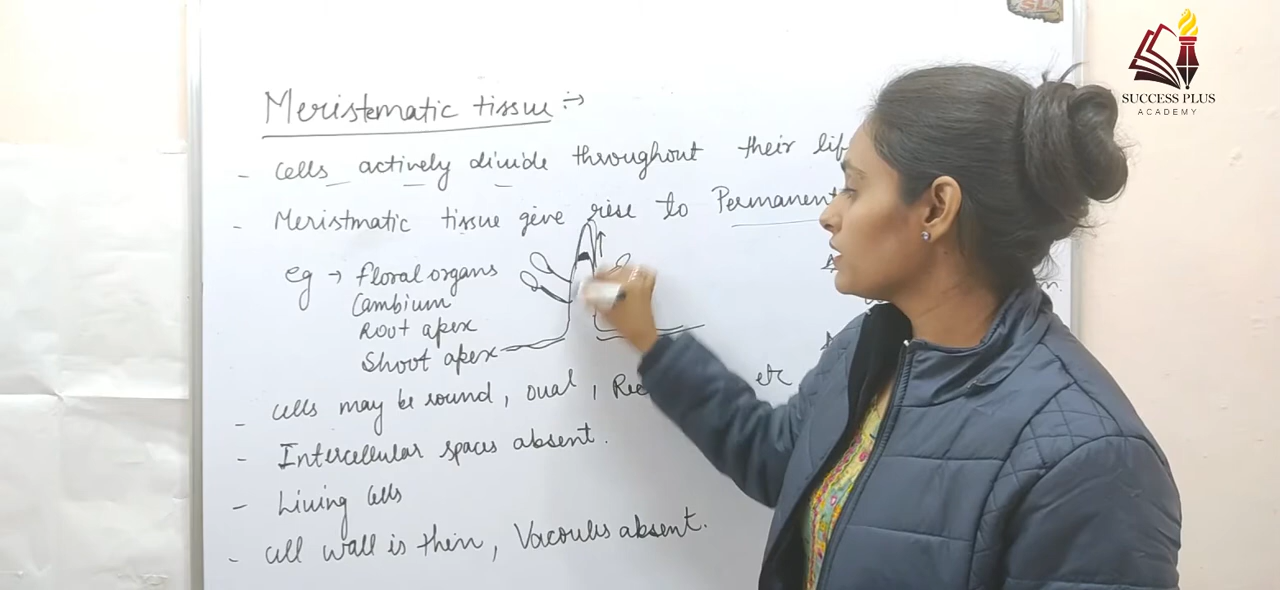 SUCCESS PLUS
ACADEMY
Meristematic tissue :→
- Cells actively divide throughout their
- Meristmatic tissue give rise to Permanent
eg → floral organs
Cambium
Root apex
Shoot apex
- cells may be round, oval, etc
- Intercellular spaces absent.
- Living cells
- cell wall is thin, Vacoules absent.